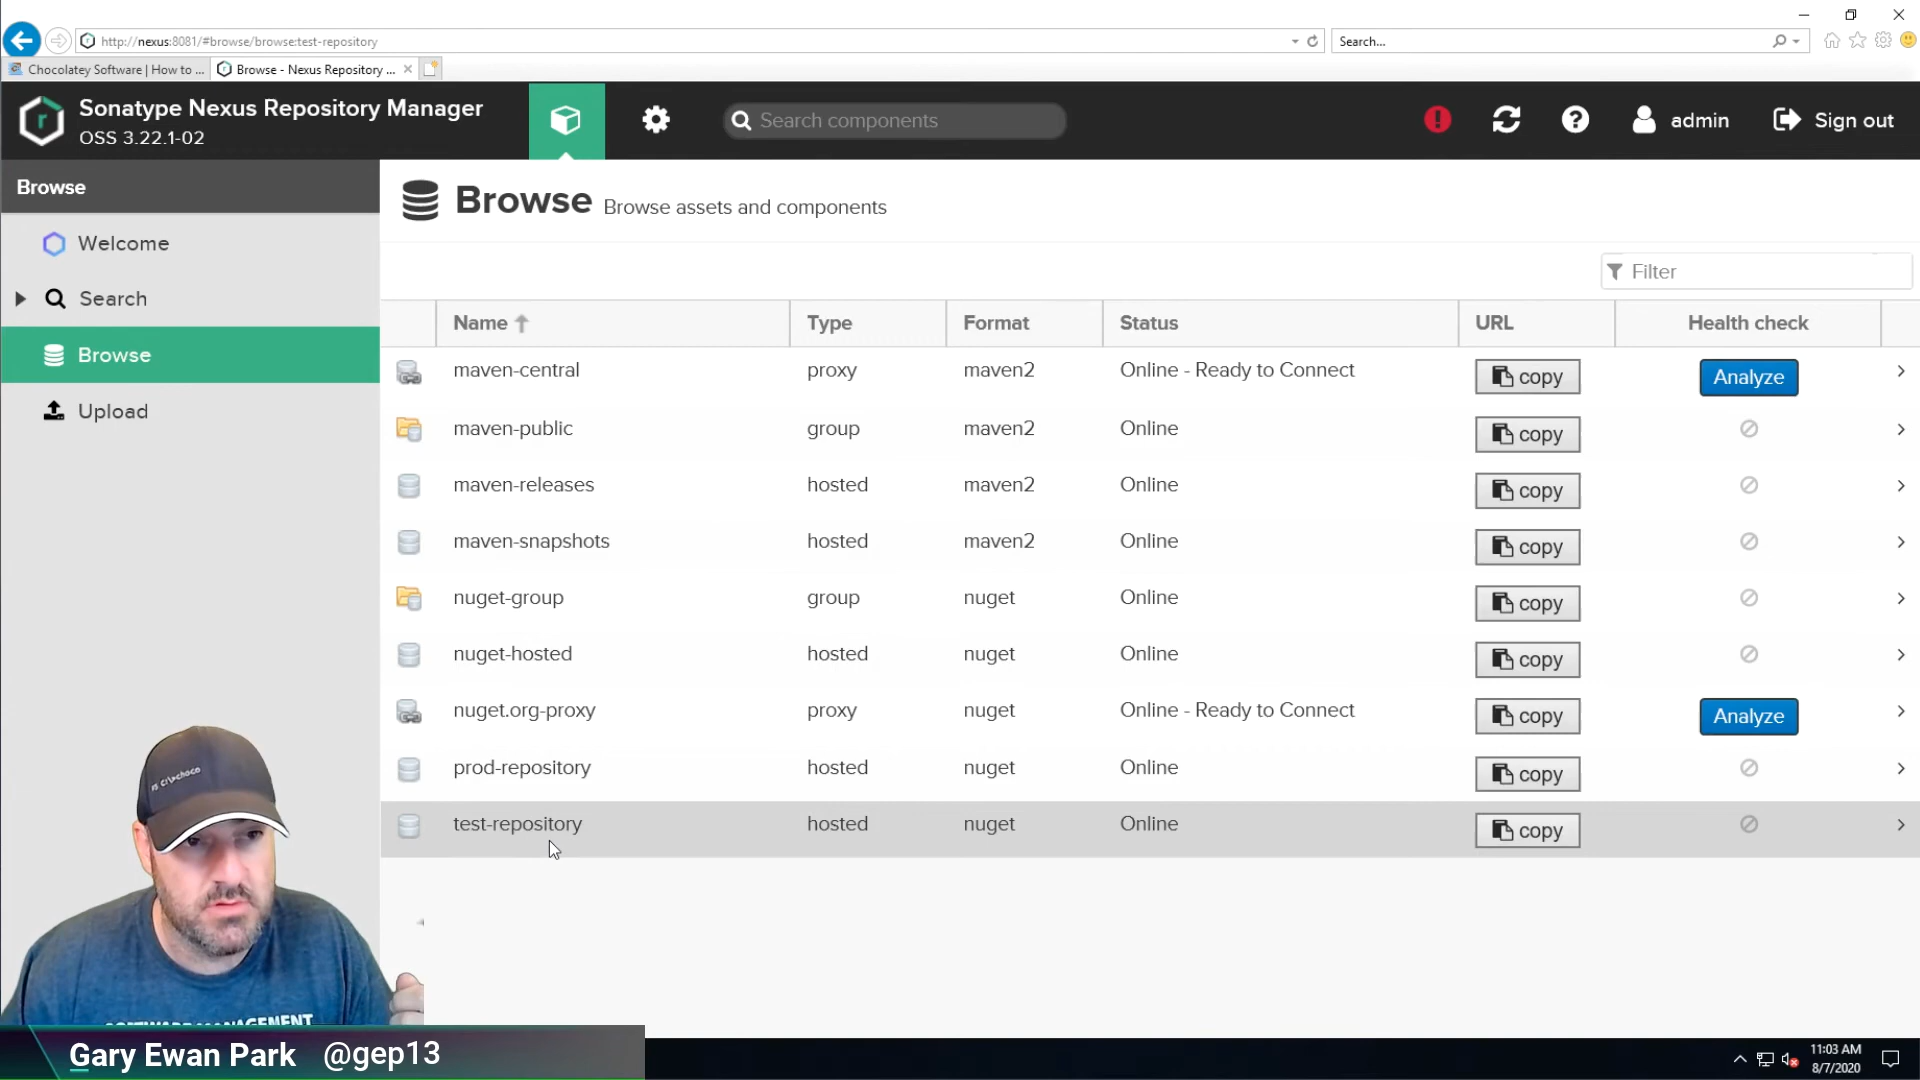 http://nexus:8081/#browse/browse:test-repository
Search...
Chocolatey Software | How to ...
Browse - Nexus Repository ...
Sonatype Nexus Repository Manager
OSS 3.22.1-02
Search components
admin
Sign out
Browse
Welcome
Search
Browse
Upload
Browse Browse assets and components
Filter
Name Type Format Status URL Health check
maven-central proxy maven2 Online - Ready to Connect copy Analyze
maven-public group maven2 Online copy
maven-releases hosted maven2 Online copy
maven-snapshots hosted maven2 Online copy
nuget-group group nuget Online copy
nuget-hosted hosted nuget Online copy
nuget.org-proxy proxy nuget Online - Ready to Connect copy Analyze
prod-repository hosted nuget Online copy
test-repository hosted nuget Online copy
Gary Ewan Park @gep13
11:03 AM
8/7/2020